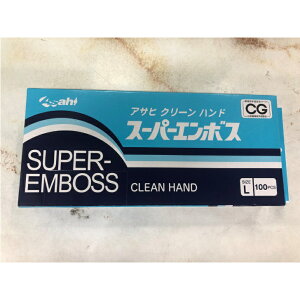 Asahi
アサヒ クリーン ハンド
スーパーエンボス
CG
SUPER-
EMBOSS
CLEAN HAND
SIZE
L
100PCS